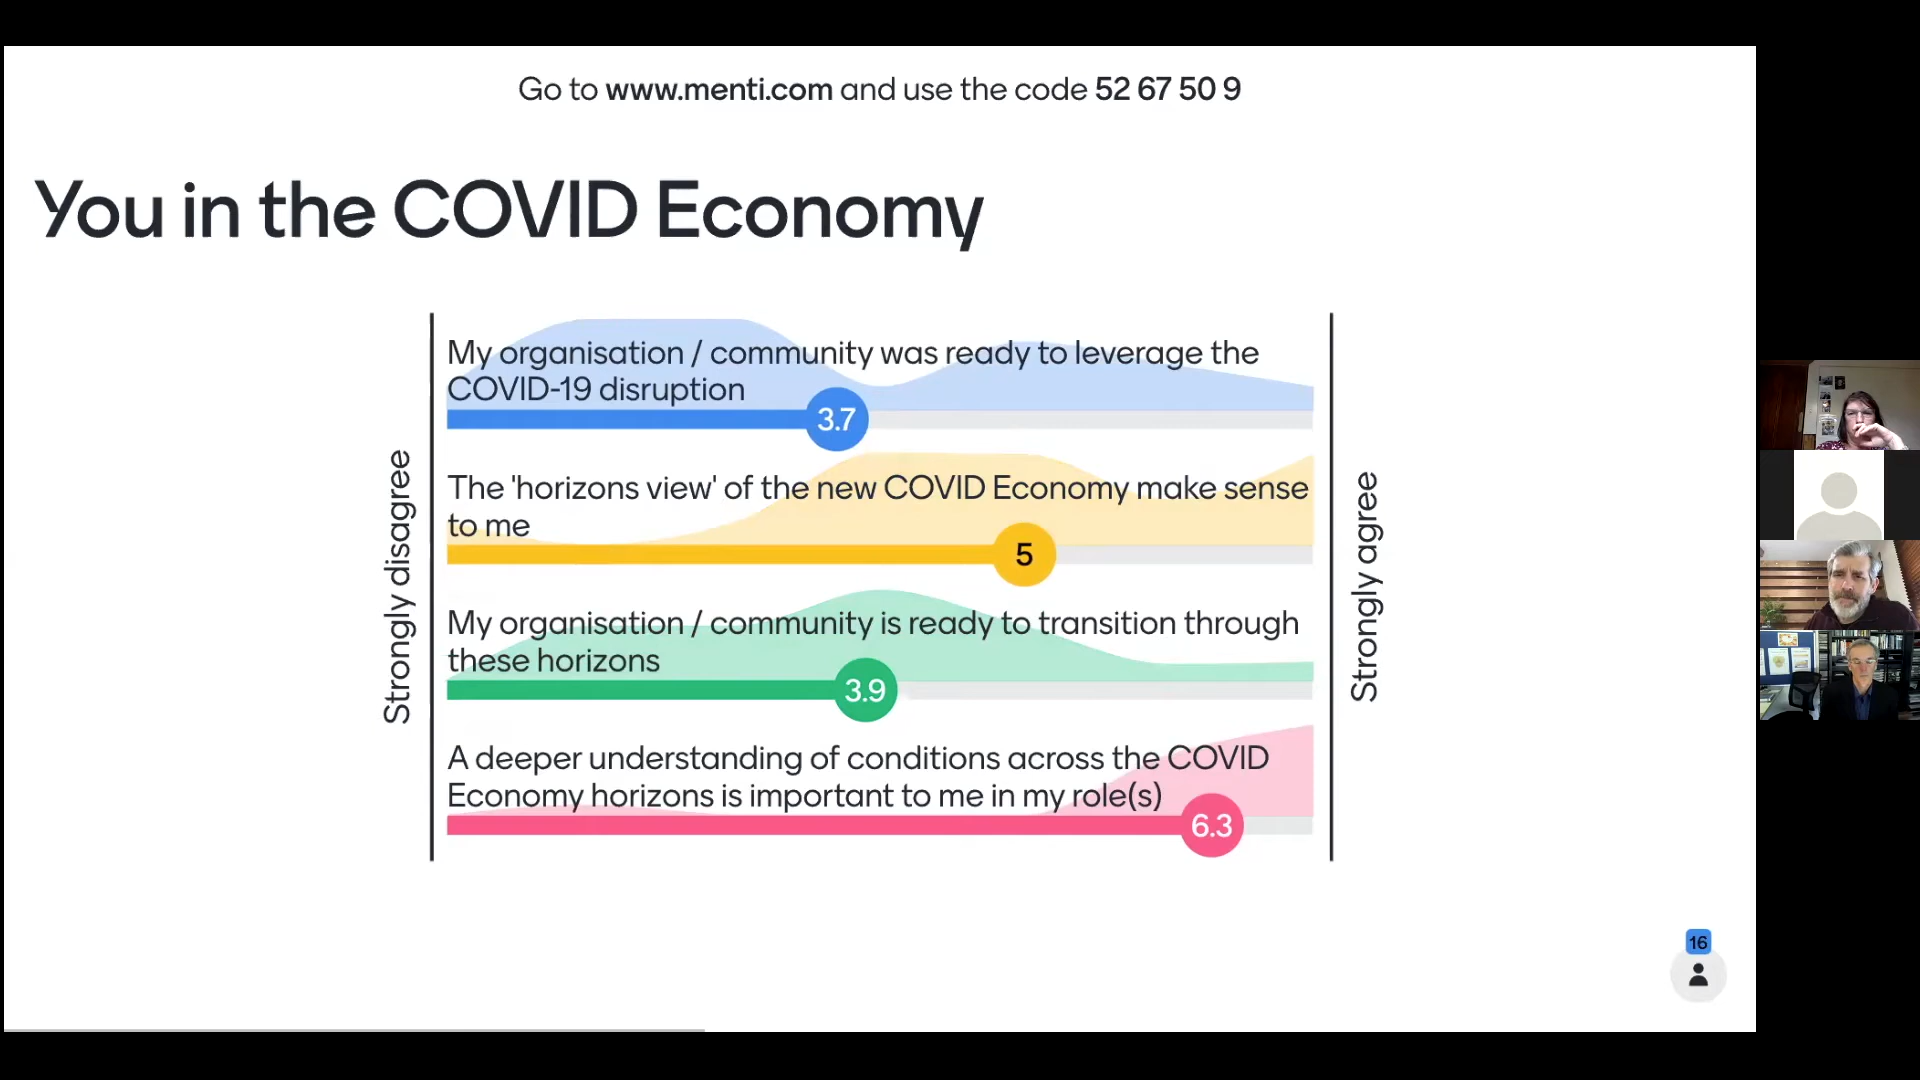 Go to www.menti.com and use the code 52 67 50 9
You in the COVID Economy
Strongly disagree
My organisation / community was ready to leverage the
COVID-19 disruption
3.7
The 'horizons view' of the new COVID Economy make sense
to me
5
My organisation / community is ready to transition through
these horizons
3.9
A deeper understanding of conditions across the COVID
Economy horizons is important to me in my role(s)
6.3
Strongly agree
16